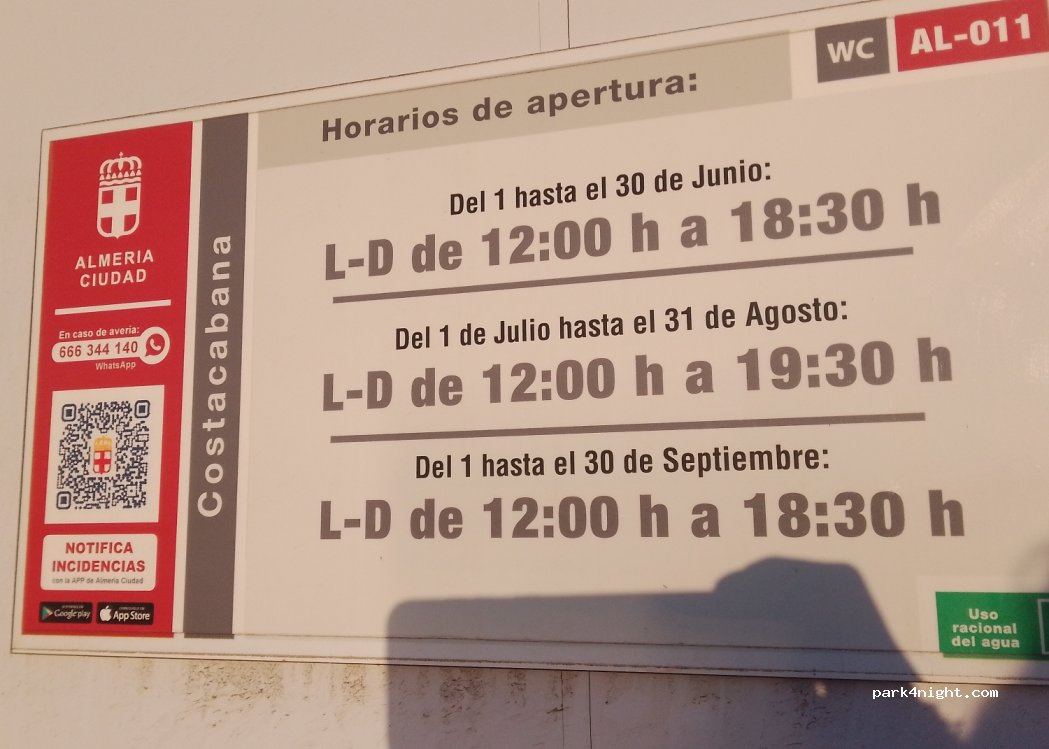 WC AL-011
Horarios de apertura:
Del 1 hasta el 30 de Junio:
L-D de 12:00 h a 18:30 h
Del 1 de Julio hasta el 31 de Agosto:
L-D de 12:00 h a 19:30 h
Del 1 hasta el 30 de Septiembre:
L-D de 12:00 h a 18:30 h
Costacabana
ALMERIA
CIUDAD
En caso de avería:
666 344 140
WhatsApp
NOTIFICA
INCIDENCIAS
con la APP de Almeria Ciudad
Google play
App Store
Uso
racional
del agua
park4night.com